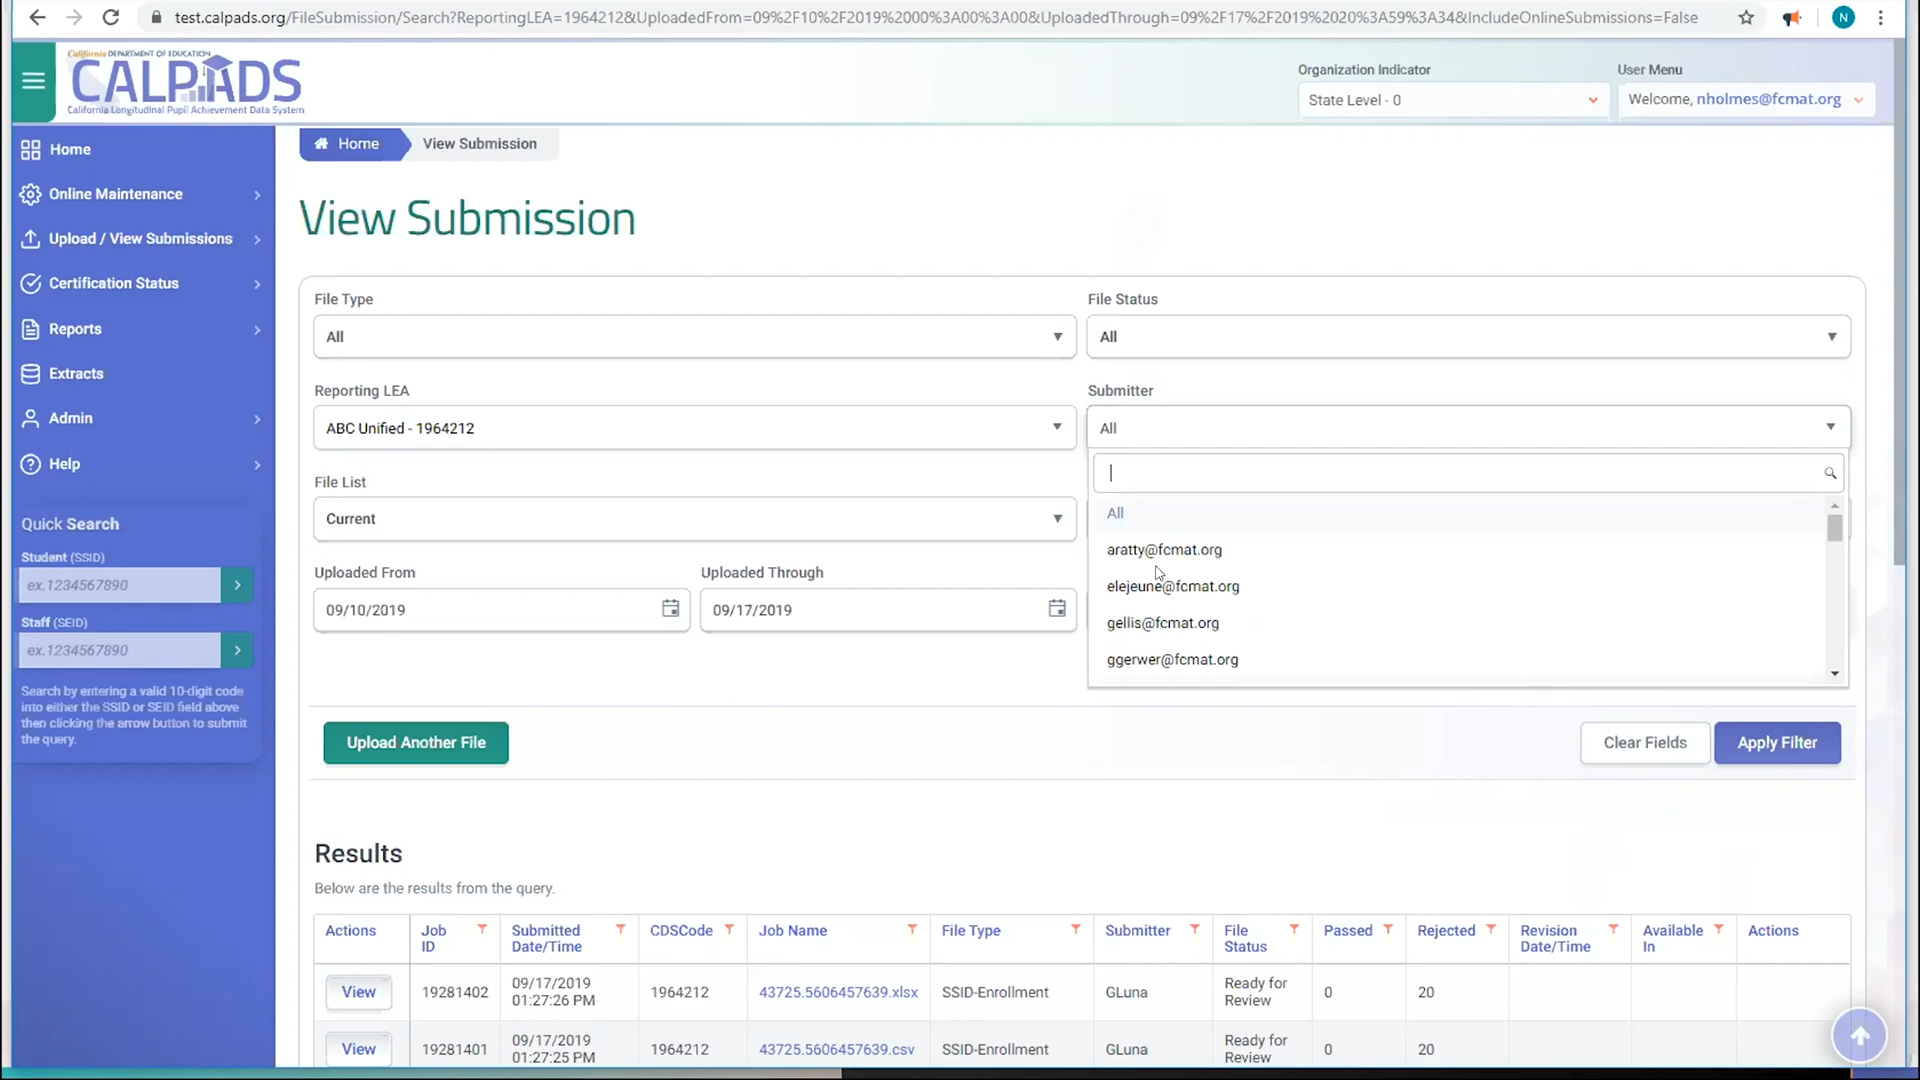 test.calpads.org/FileSubmission/Search?ReportingLEA=1964212&UploadedFrom=09%2F10%2F2019%2000%3A00%3A00&UploadedThrough=09%2F17%2F2019%2020%3A59%3A34&IncludeOnlineSubmissions=False
N
California DEPARTMENT OF EDUCATION
CALPADS
California Longitudinal Pupil Achievement Data System
Organization Indicator
State Level - 0
User Menu
Welcome, nholmes@fcmat.org
Home
Online Maintenance
Upload / View Submissions
Certification Status
Reports
Extracts
Admin
Help
Quick Search
Student (SSID)
ex.1234567890
Staff (SEID)
ex.1234567890
Search by entering a valid 10-digit code
into either the SSID or SEID field above
then clicking the arrow button to submit
the query.
Home
View Submission
View Submission
File Type
All
File Status
All
Reporting LEA
ABC Unified - 1964212
Submitter
All
All
aratty@fcmat.org
elejeune@fcmat.org
gellis@fcmat.org
ggerwer@fcmat.org
File List
Current
Uploaded From
09/10/2019
Uploaded Through
09/17/2019
Upload Another File
Clear Fields
Apply Filter
Results
Below are the results from the query.
Actions Job ID Submitted Date/Time CDSCode Job Name File Type Submitter File Status Passed Rejected Revision Date/Time Available In Actions
View 19281402 09/17/2019 01:27:26 PM 1964212 43725.5606457639.xlsx SSID-Enrollment GLuna Ready for Review 0 20
View 19281401 09/17/2019 01:27:25 PM 1964212 43725.5606457639.csv SSID-Enrollment GLuna Ready for Review 0 20